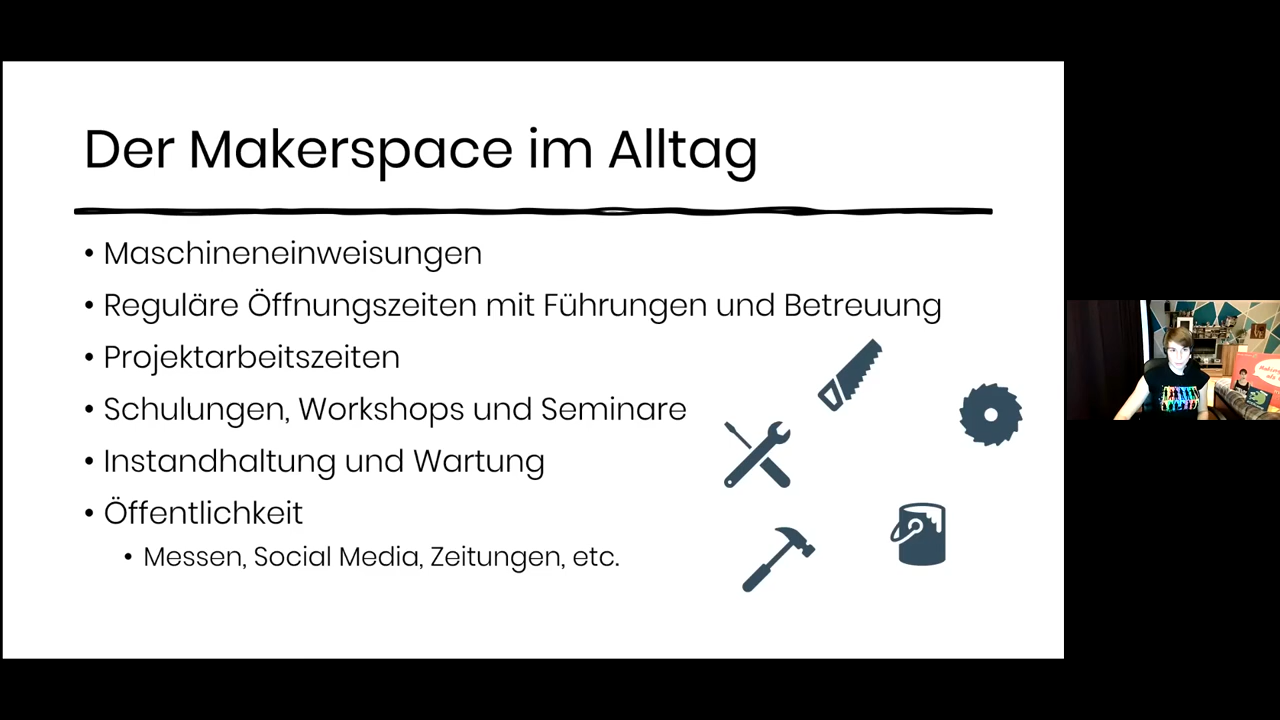 Der Makerspace im Alltag
• Maschineneinweisungen
• Reguläre Öffnungszeiten mit Führungen und Betreuung
• Projektarbeitszeiten
• Schulungen, Workshops und Seminare
• Instandhaltung und Wartung
• Öffentlichkeit
• Messen, Social Media, Zeitungen, etc.